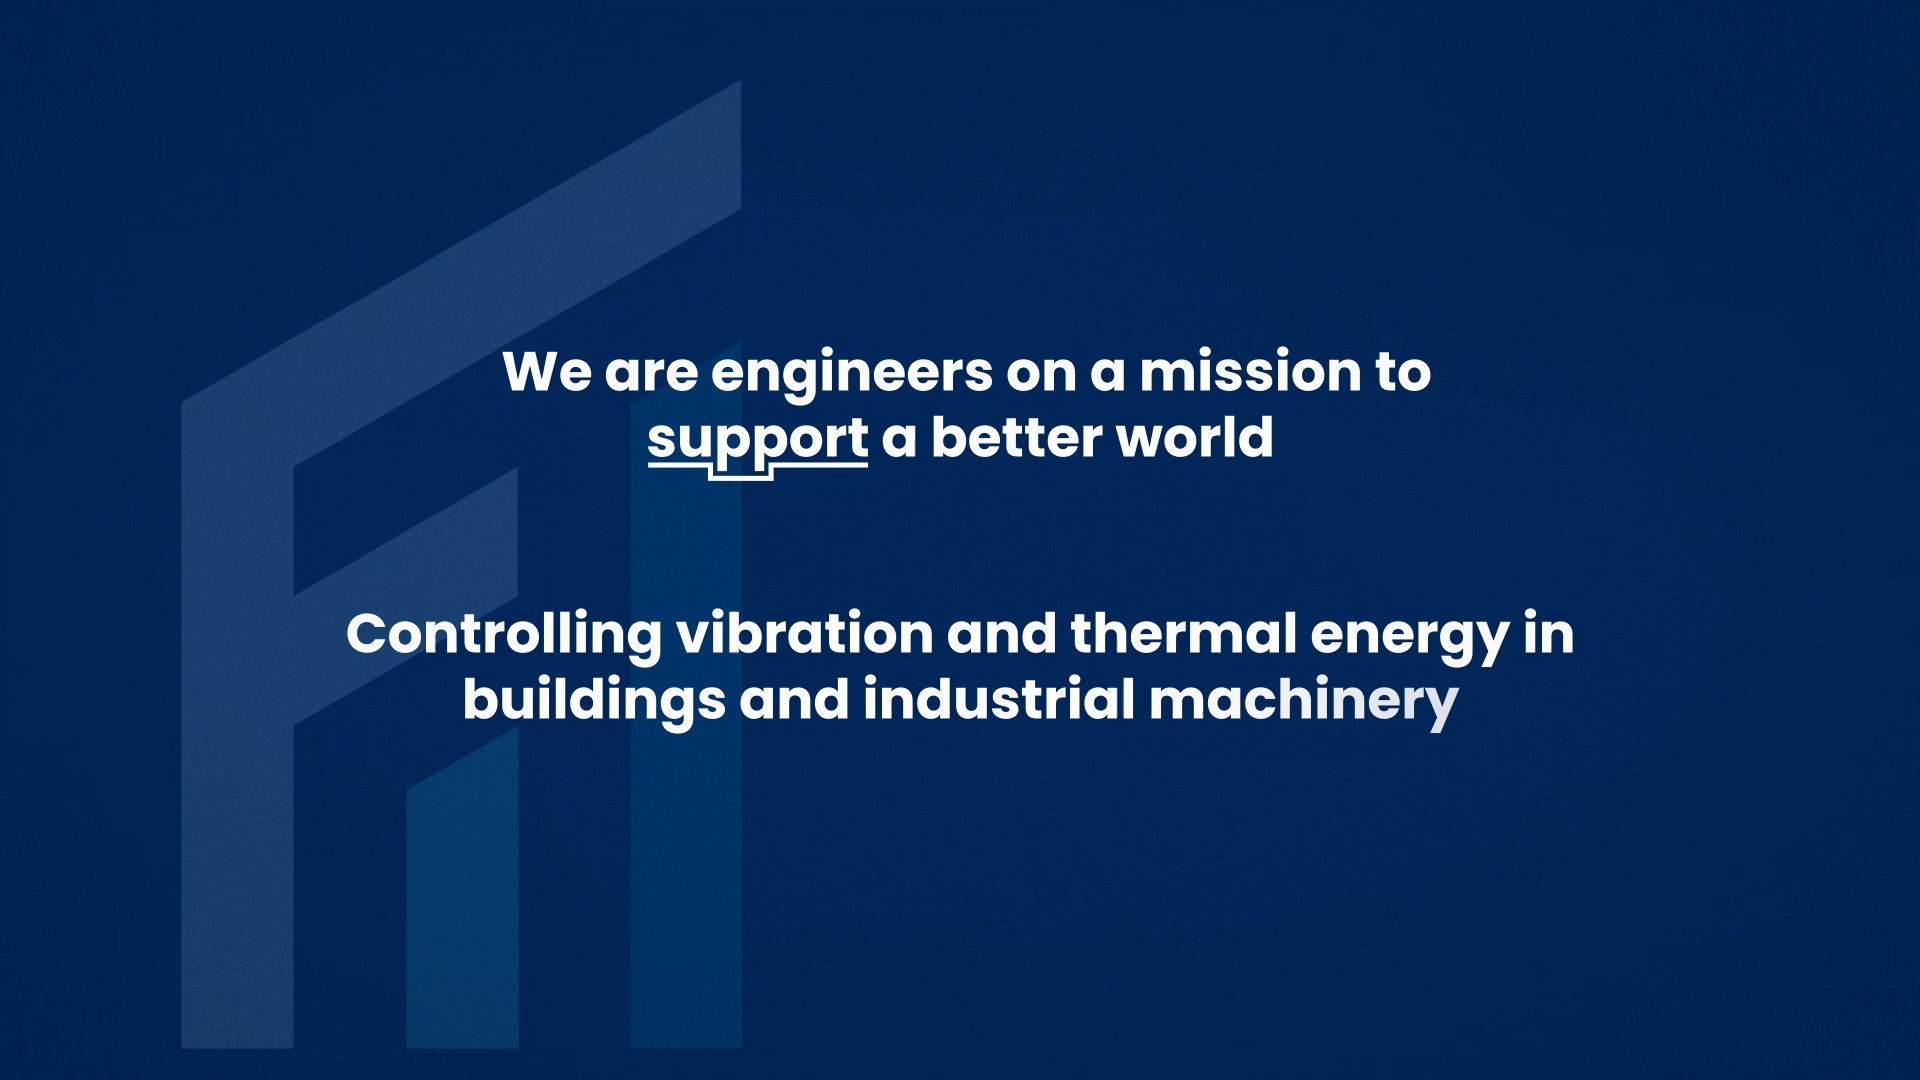 We are engineers on a mission to
support a better world
Controlling vibration and thermal energy in
buildings and industrial machinery